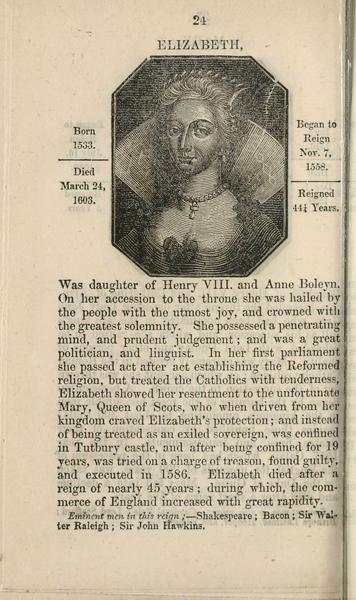 24
ELIZABETH,
Born
1533.
Died
March 24,
1603.
Began to
Reign
Nov. 7,
1558.
Reigned
44¼ Years.
Was daughter of Henry VIII. and Anne Boleyn.
On her accession to the throne she was hailed by
the people with the utmost joy, and crowned with
the greatest solemnity. She possessed a penetrating
mind, and prudent judgement; and was a great
politician, and linguist. In her first parliament
she passed act after act establishing the Reformed
religion, but treated the Catholics with tenderness,
Elizabeth showed her resentment to the unfortunate
Mary, Queen of Scots, who when driven from her
kingdom craved Elizabeth's protection; and instead
of being treated as an exiled sovereign, was confined
in Tutbury castle, and after being confined for 19
years, was tried on a charge of treason, found guilty,
and executed in 1586. Elizabeth died after a
reign of nearly 45 years; during which, the com-
merce of England increased with great rapidity.
Eminent men in this reign;—Shakespeare; Bacon; Sir Wal-
ter Raleigh; Sir John Hawkins.